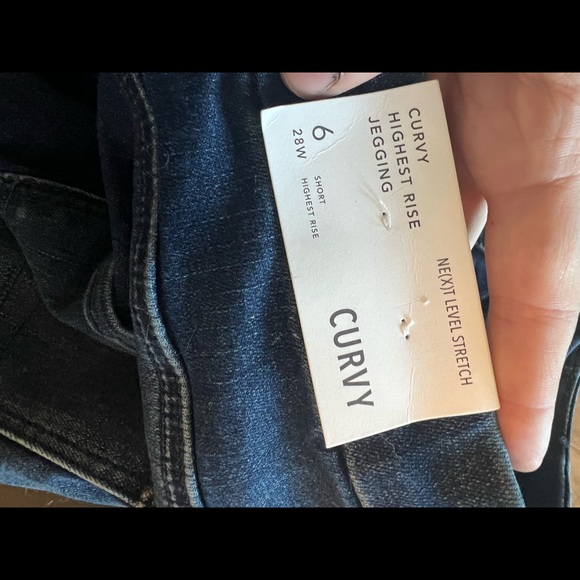 CURVY
HIGHEST RISE
JEGGING
6
28W
SHORT
HIGHEST RISE
NE(X)T LEVEL STRETCH
CURVY